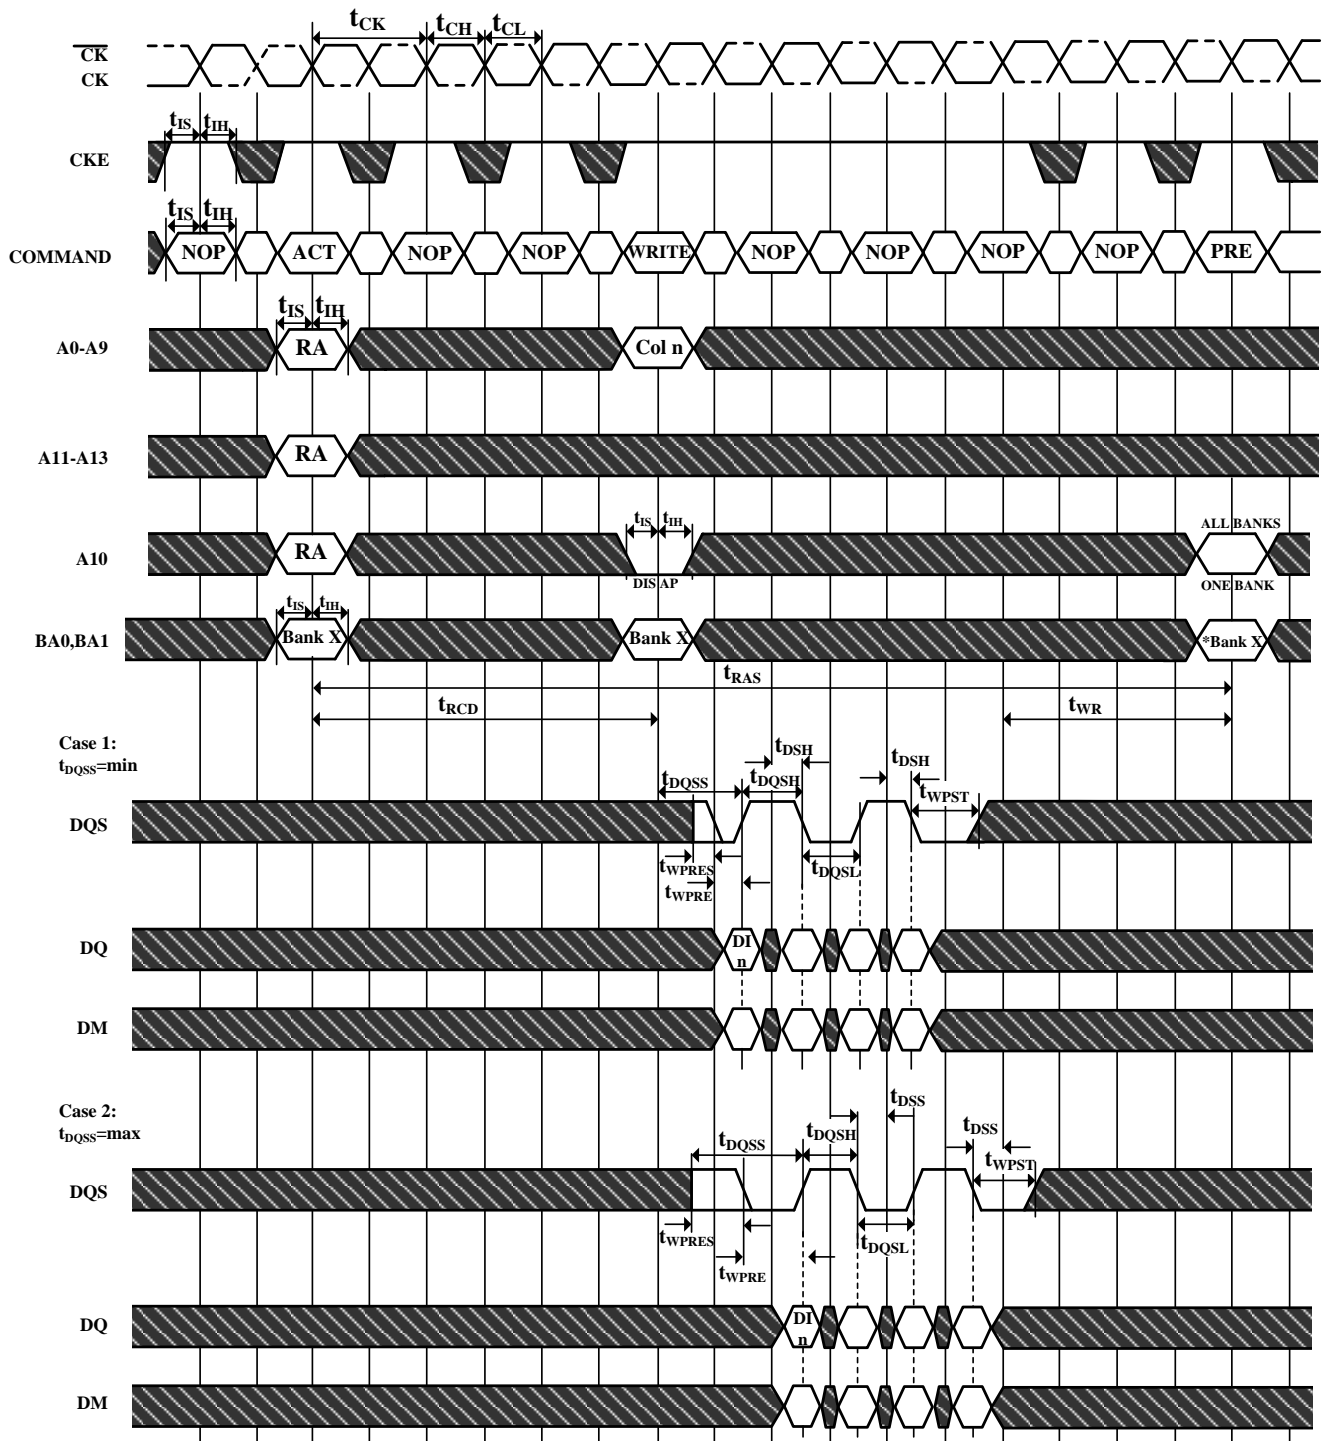 tCK tCH tCL
CK
CK
tIS tIH
CKE
tIS tIH
COMMAND NOP ACT NOP NOP WRITE NOP NOP NOP NOP PRE
tIS tIH
A0-A9 RA Col n
A11-A13 RA
tIS tIH ALL BANKS
A10 RA
DIS AP ONE BANK
tIS tIH
BA0,BA1 Bank X Bank X *Bank X
tRAS
tRCD tWR
Case 1:
tDQSS=min
tDSH tDSH
tDQSS tDQSH tWPST
DQS
tWPRES tDQSL
tWPRE
DQ DI
n
DM
Case 2:
tDQSS=max
tDSS tDSS
tDQSS tDQSH tWPST
DQS
tWPRES tDQSL
tWPRE
DQ DI
n
DM